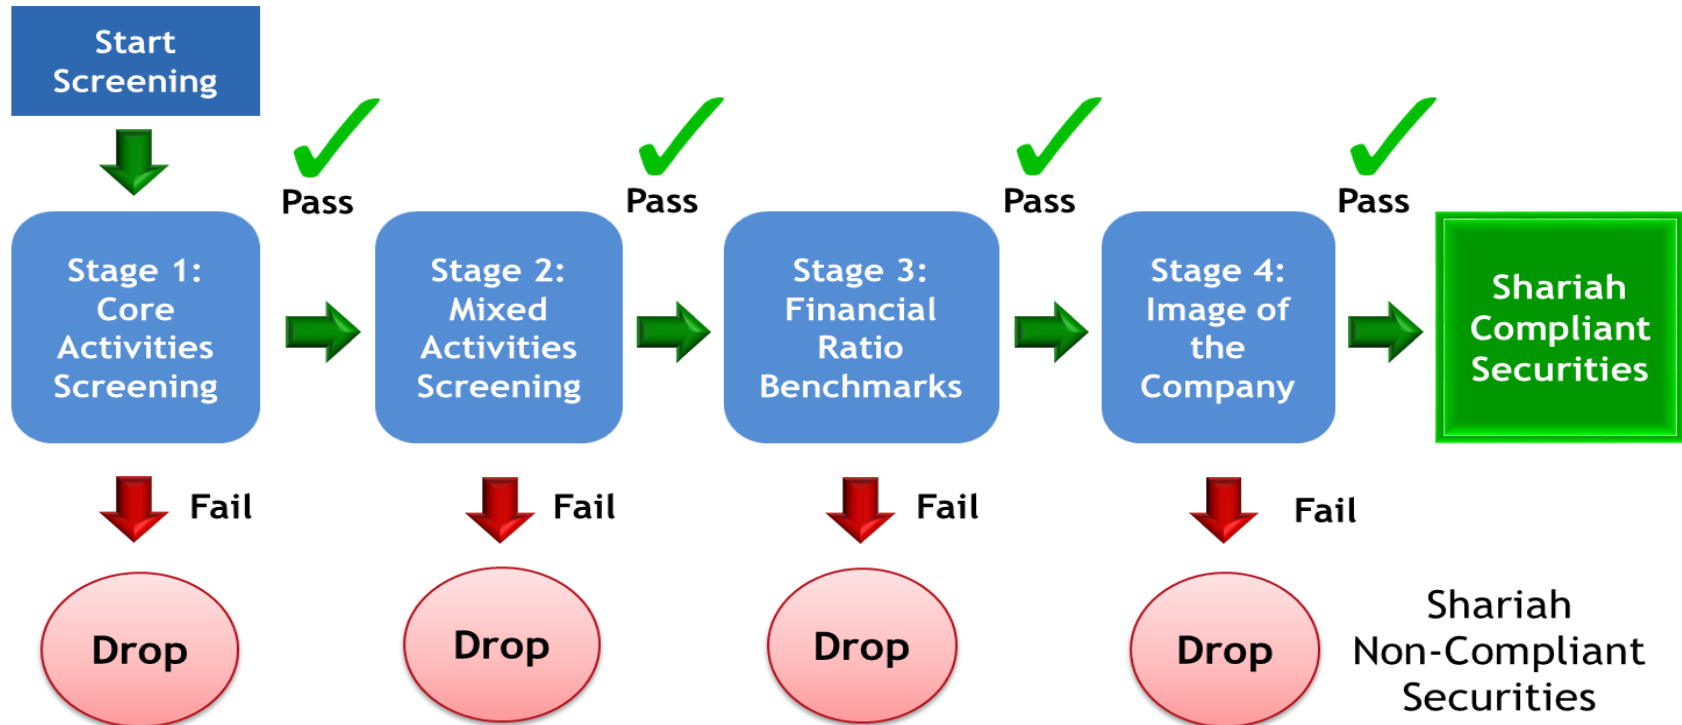 Start
Screening
Pass
Pass
Pass
Pass
Stage 1:
Core
Activities
Screening
Stage 2:
Mixed
Activities
Screening
Stage 3:
Financial
Ratio
Benchmarks
Stage 4:
Image of
the
Company
Shariah
Compliant
Securities
Fail
Fail
Fail
Fail
Drop
Drop
Drop
Drop
Shariah
Non-Compliant
Securities